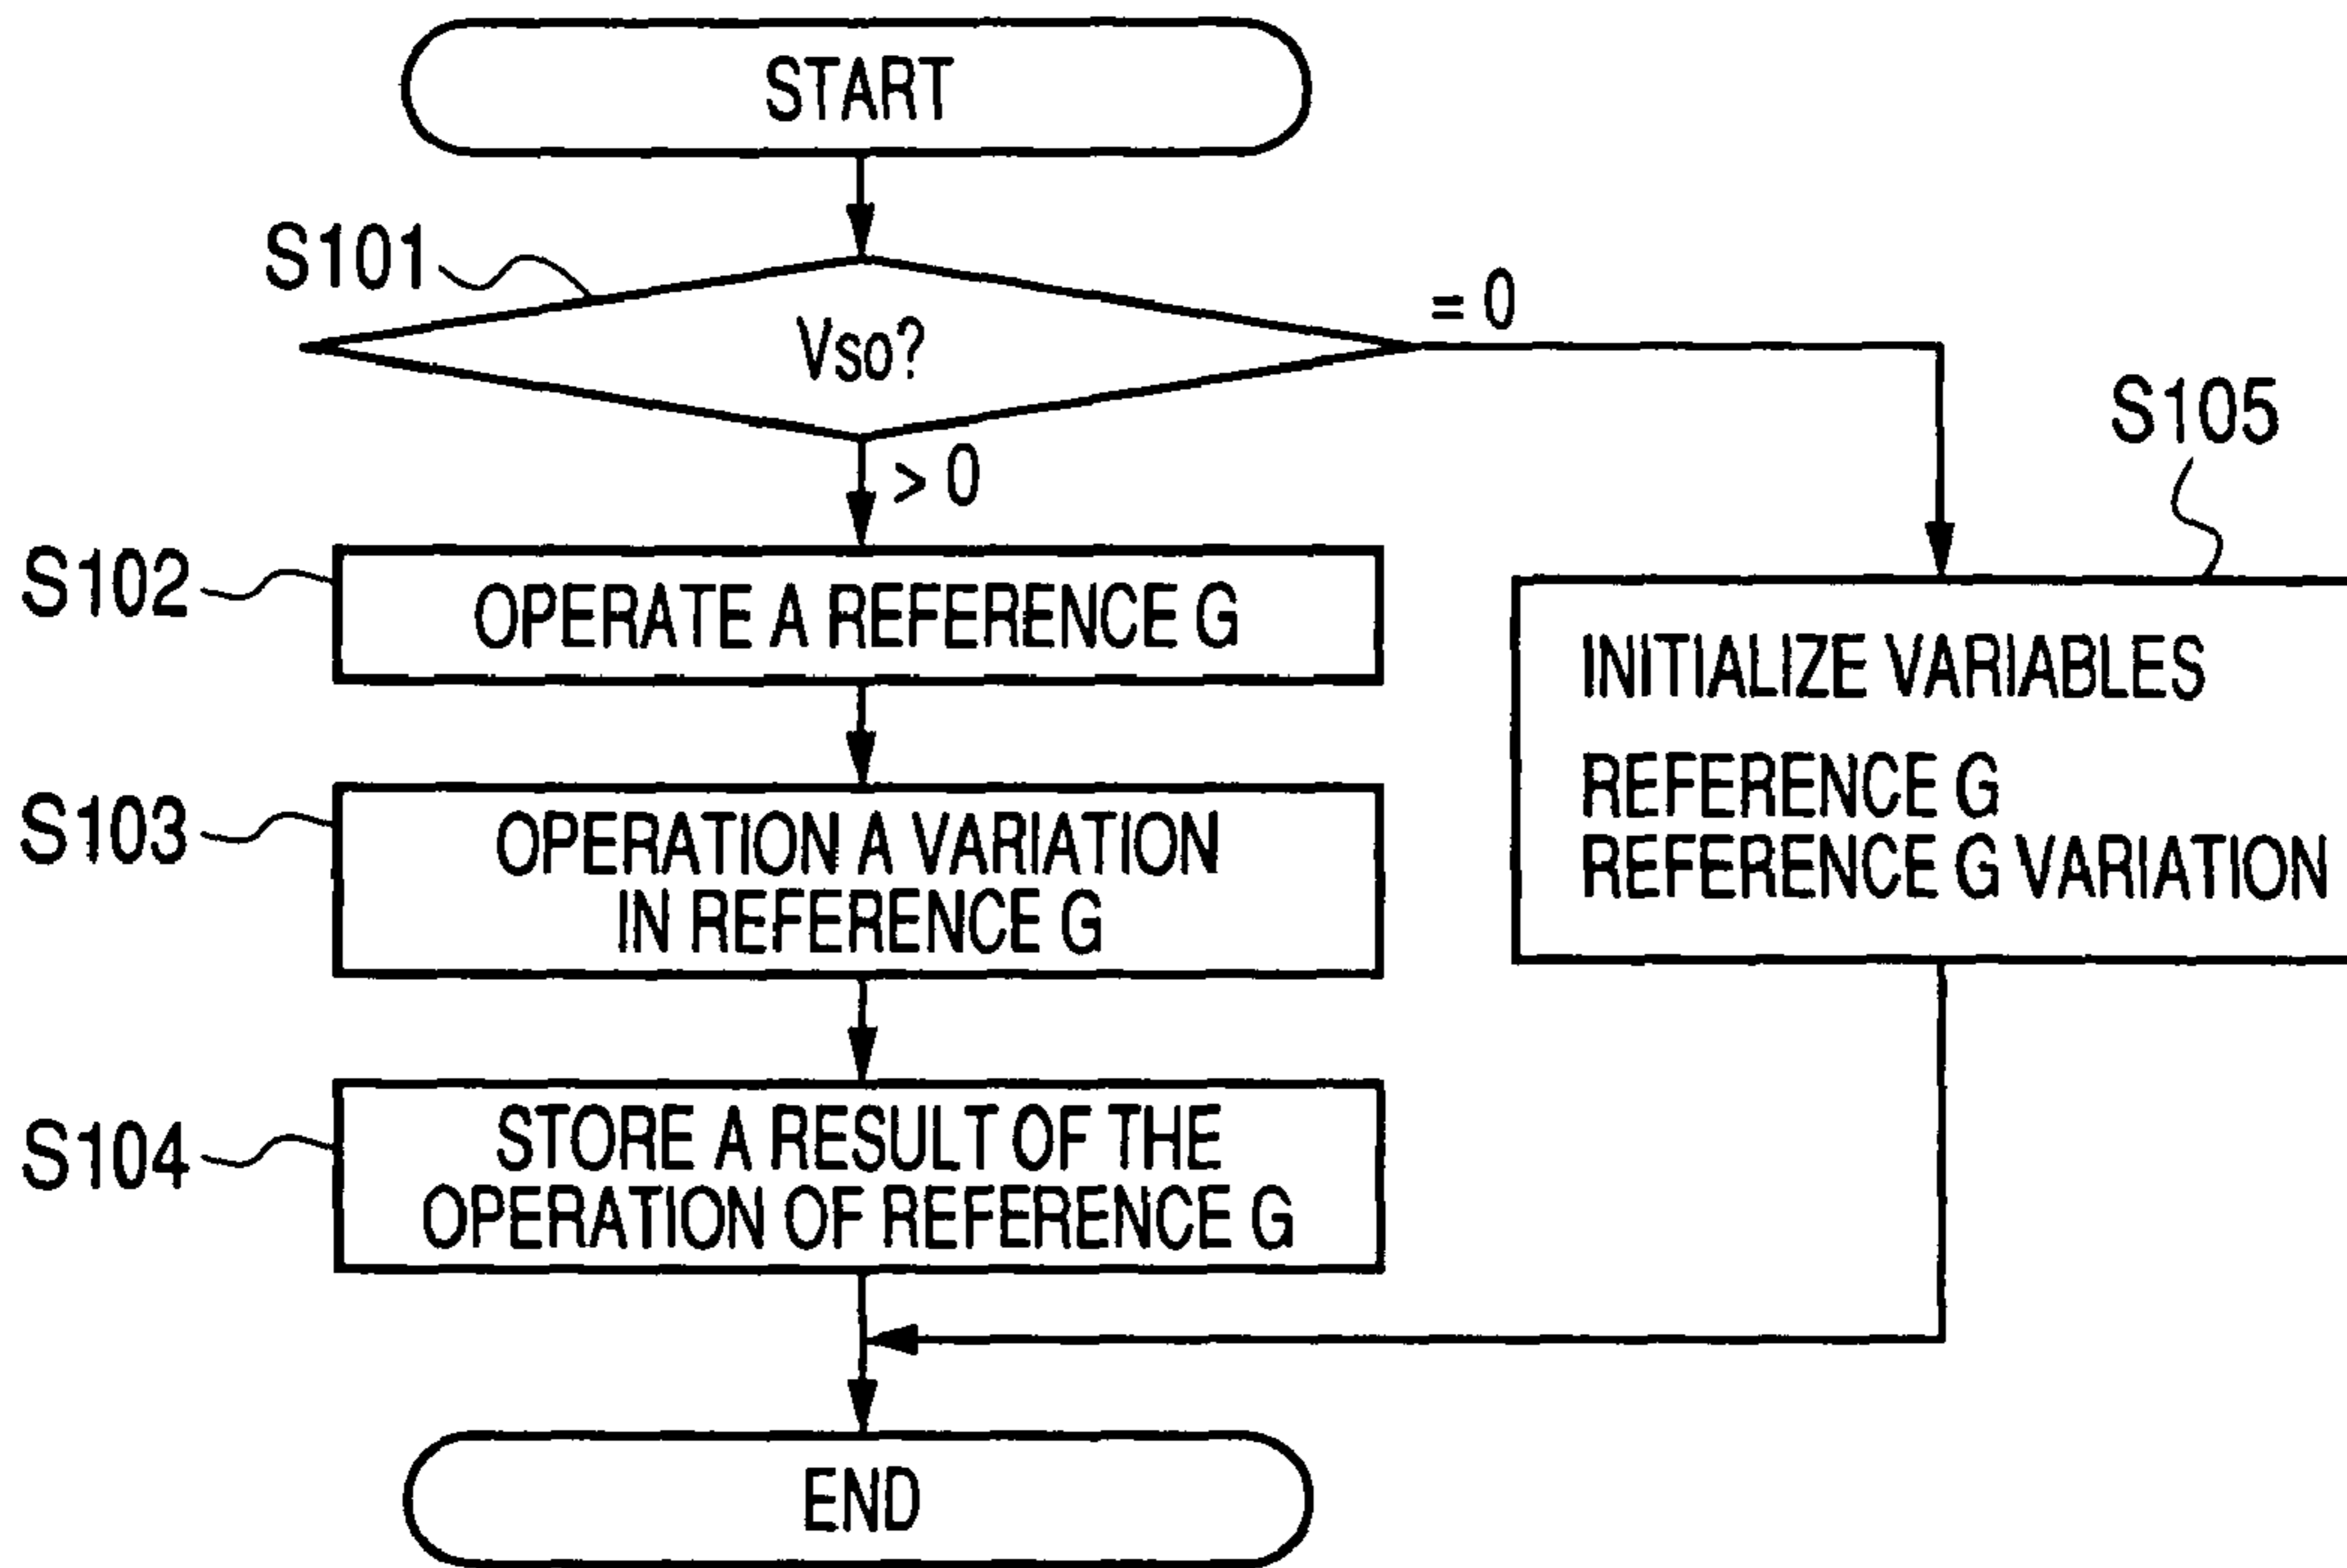 START
S101
Vso?
= 0
> 0
S102
OPERATE A REFERENCE G
S103
OPERATION A VARIATION
IN REFERENCE G
S104
STORE A RESULT OF THE
OPERATION OF REFERENCE G
S105
INITIALIZE VARIABLES
REFERENCE G
REFERENCE G VARIATION
END